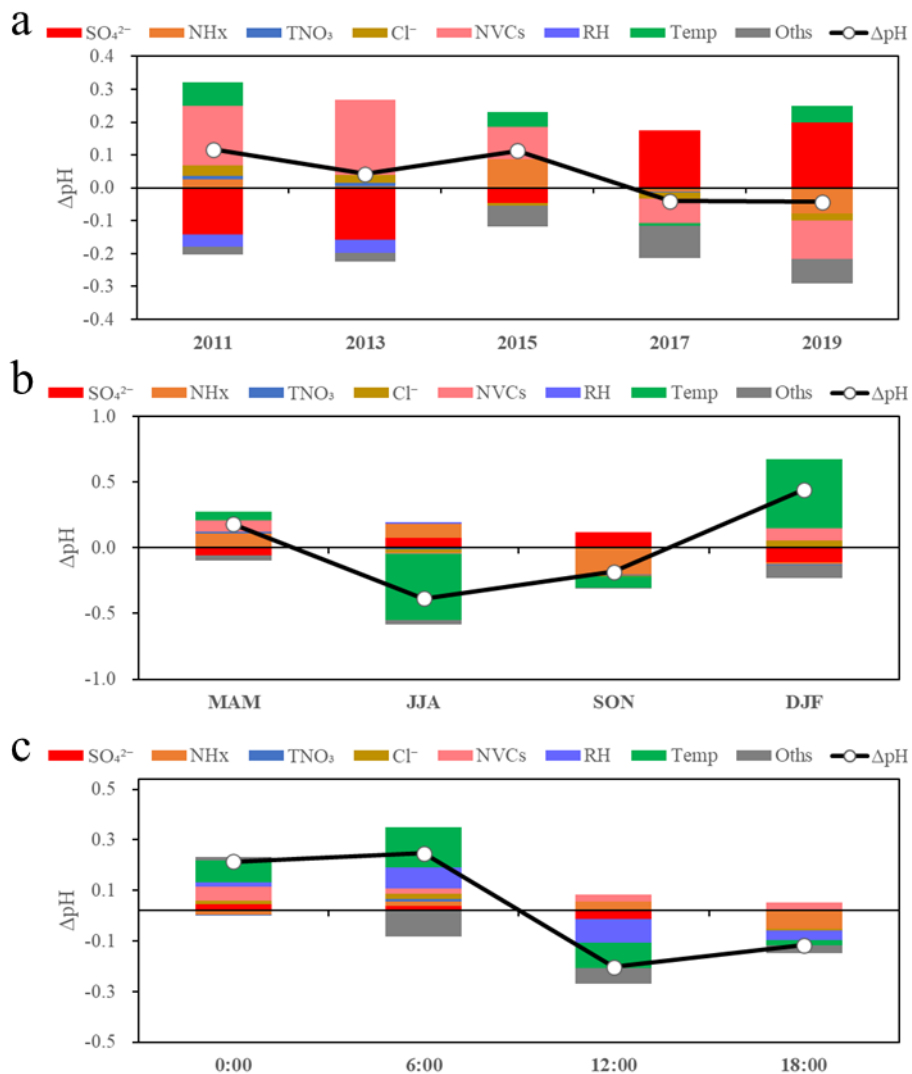 a
SO₄²⁻ NHx TNO₃ Cl⁻ NVCs RH Temp Oths ΔpH
0.4
0.3
0.2
0.1
0.0
-0.1
-0.2
-0.3
-0.4
ΔpH
2011 2013 2015 2017 2019
b
SO₄²⁻ NHx TNO₃ Cl⁻ NVCs RH Temp Oths ΔpH
1.0
0.5
0.0
-0.5
-1.0
ΔpH
MAM JJA SON DJF
c
SO₄²⁻ NHx TNO₃ Cl⁻ NVCs RH Temp Oths ΔpH
0.5
0.3
0.1
-0.1
-0.3
-0.5
ΔpH
0:00 6:00 12:00 18:00